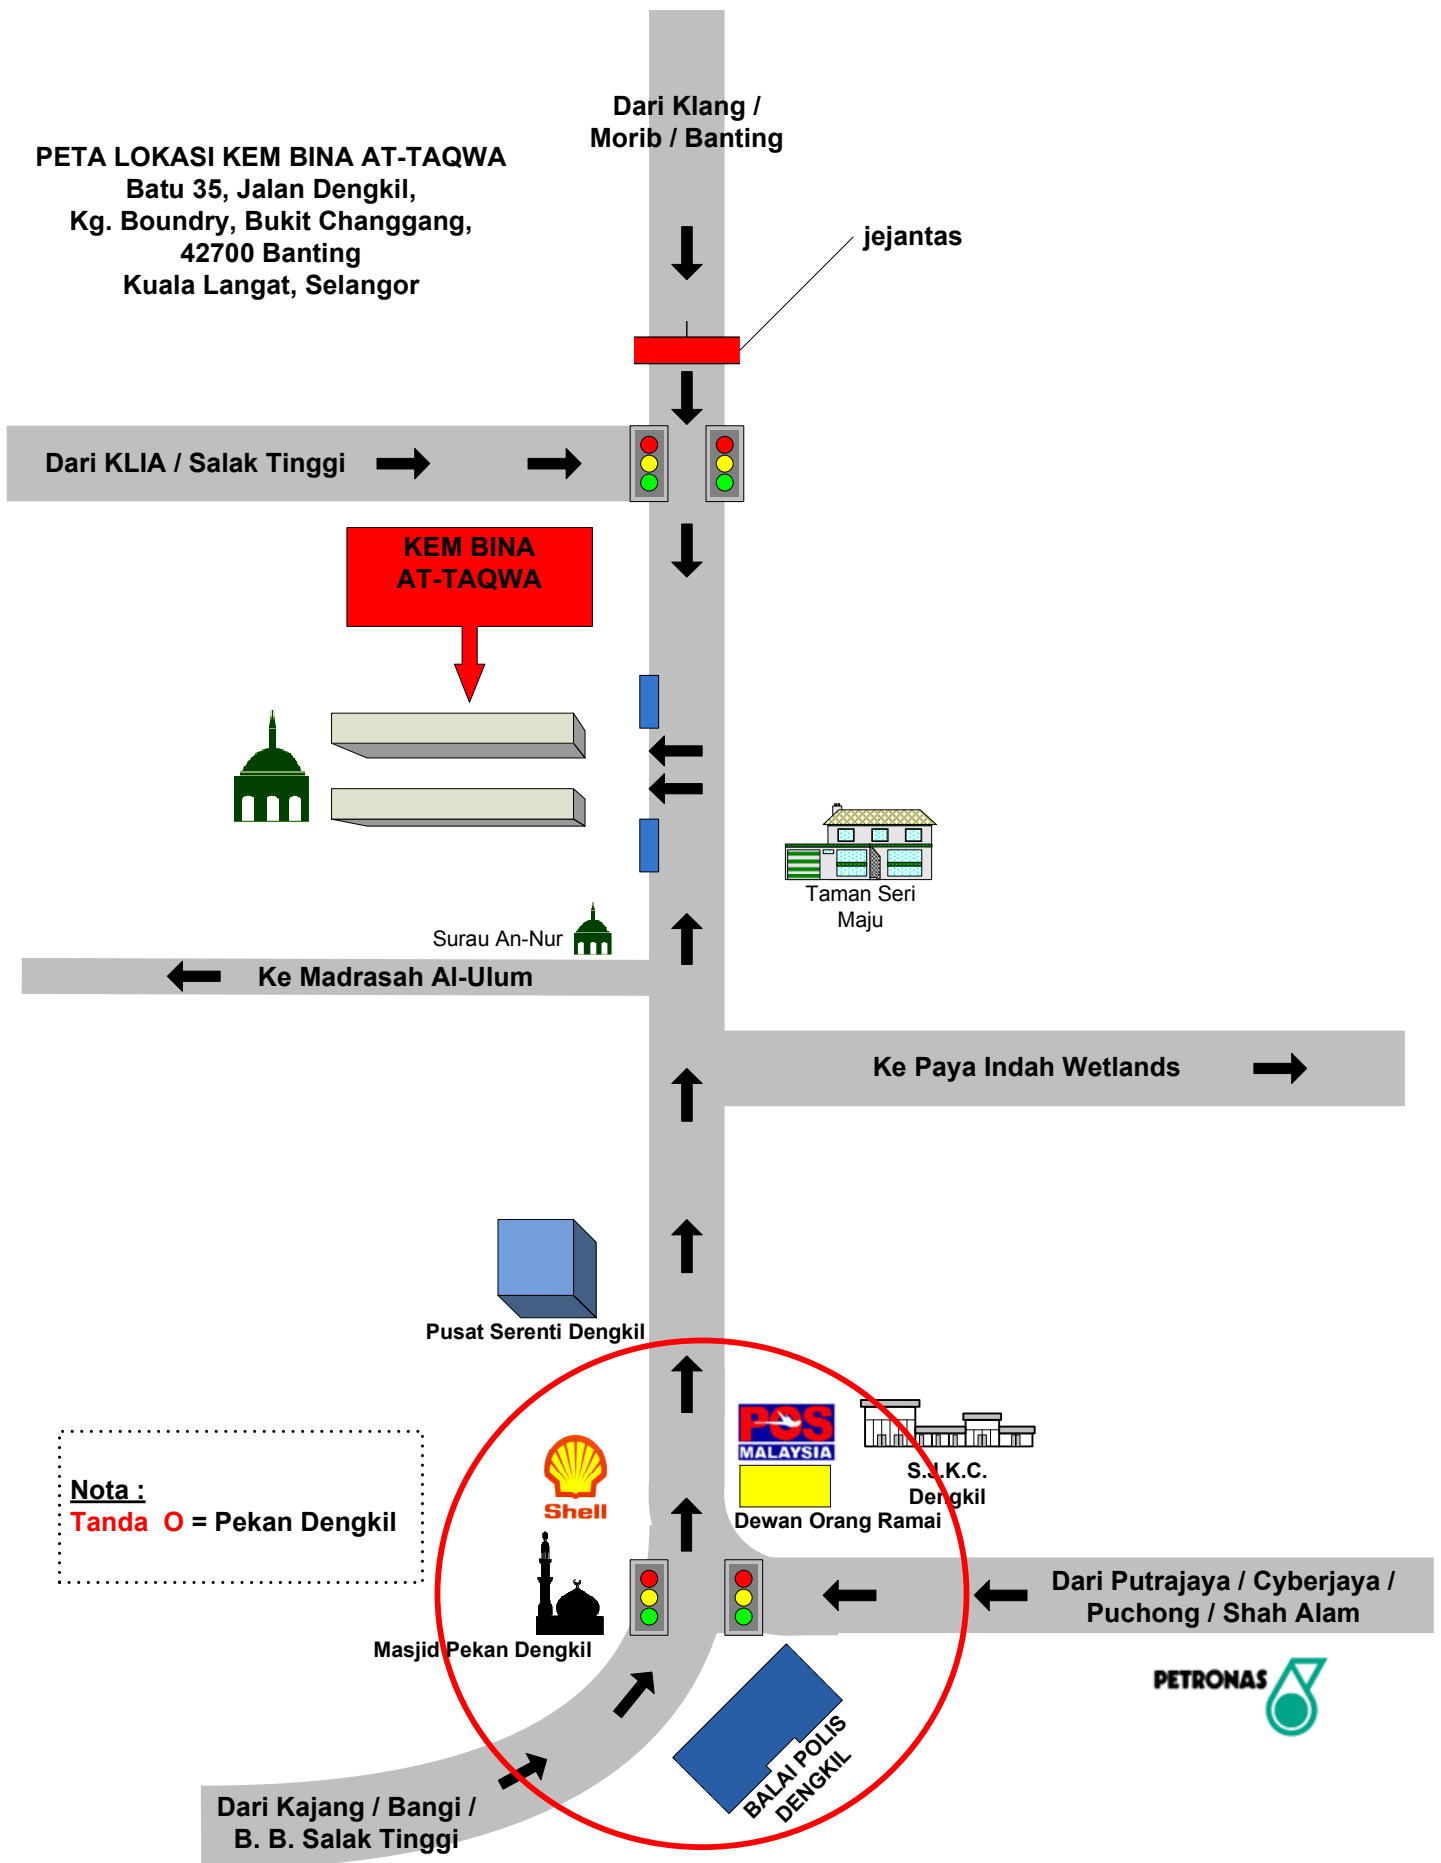 Dari Klang /
Morib / Banting
PETA LOKASI KEM BINA AT-TAQWA
Batu 35, Jalan Dengkil,
Kg. Boundry, Bukit Changgang,
42700 Banting
Kuala Langat, Selangor
jejantas
Dari KLIA / Salak Tinggi
KEM BINA
AT-TAQWA
Taman Seri
Maju
Surau An-Nur
Ke Madrasah Al-Ulum
Ke Paya Indah Wetlands
Pusat Serenti Dengkil
POS
MALAYSIA
S.J.K.C.
Dengkil
Shell
Dewan Orang Ramai
Nota :
Tanda O = Pekan Dengkil
Dari Putrajaya / Cyberjaya /
Puchong / Shah Alam
Masjid Pekan Dengkil
PETRONAS
BALAI POLIS
DENGKIL
Dari Kajang / Bangi /
B. B. Salak Tinggi